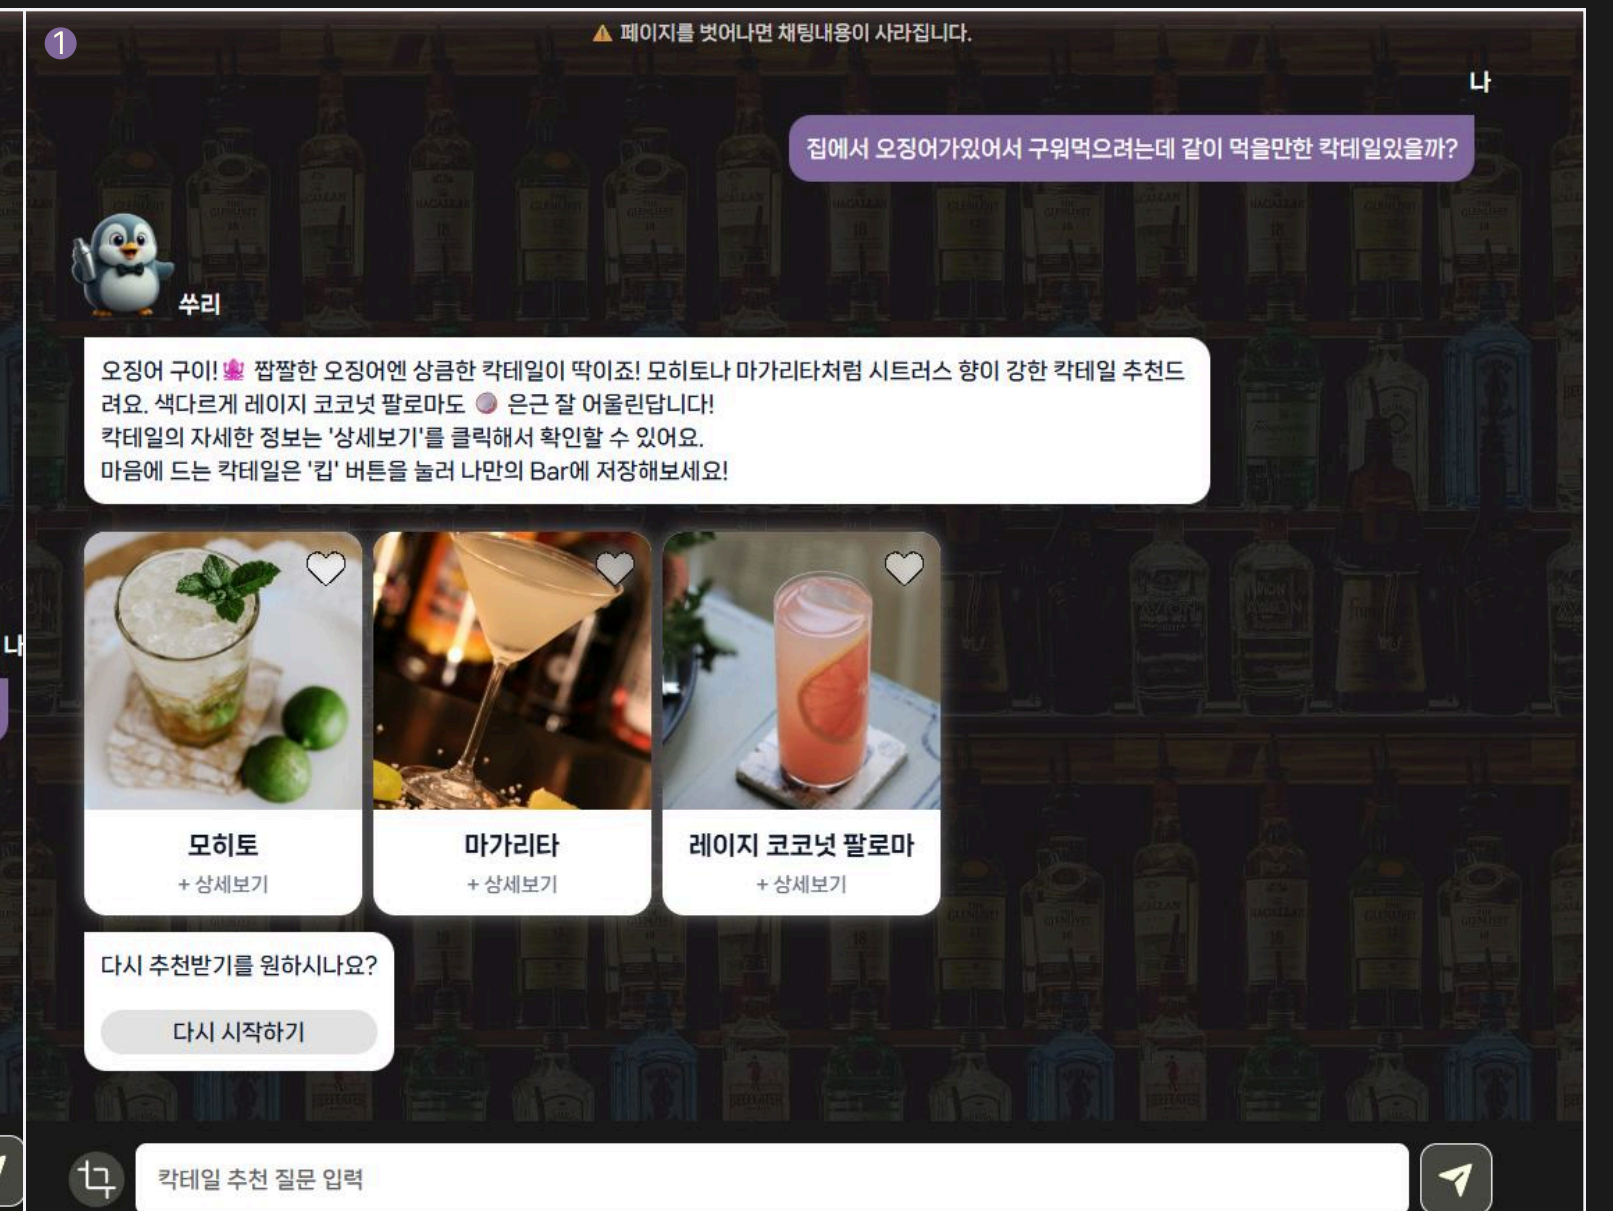 1
⚠ 페이지를 벗어나면 채팅내용이 사라집니다.
나
집에서 오징어가있어서 구워먹으려는데 같이 먹을만한 칵테일있을까?
쑤리
오징어 구이!🐙 짭짤한 오징어엔 상큼한 칵테일이 딱이죠! 모히토나 마가리타처럼 시트러스 향이 강한 칵테일 추천드
려요. 색다르게 레이지 코코넛 팔로마도 🥥 은근 잘 어울린답니다!
칵테일의 자세한 정보는 '상세보기'를 클릭해서 확인할 수 있어요.
마음에 드는 칵테일은 '킵' 버튼을 눌러 나만의 Bar에 저장해보세요!
모히토
+ 상세보기
마가리타
+ 상세보기
레이지 코코넛 팔로마
+ 상세보기
나
다시 추천받기를 원하시나요?
다시 시작하기
칵테일 추천 질문 입력